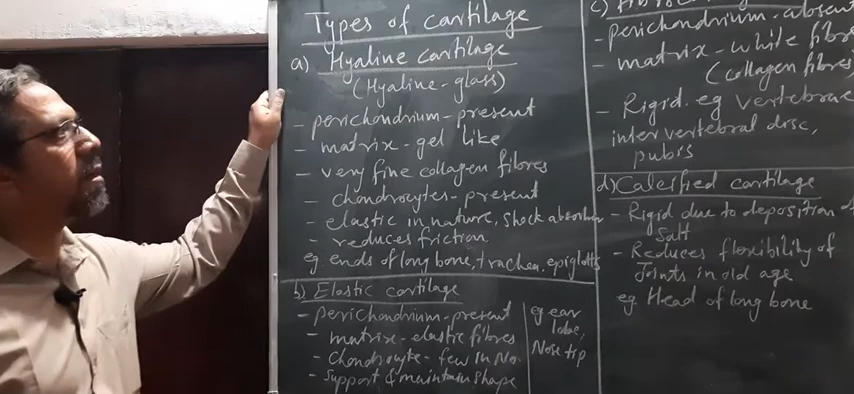 Types of cartilage
a) Hyaline cartilage
(Hyaline-glass)
- perichondrium-present
- matrix-gel like
- very fine collagen fibres
- chondrocytes-present
- elastic in nature, shock absorber
- reduces friction
eg ends of long bone, trachea, epiglotts
b) Elastic cartilage
- perichondrium-present
- matrix-elastic fibres
- Chondrocyte- few in No.
- Support & maintain shape
eg ear
lobe,
Nose tip
c)
- perichondrium-absent
- matrix-white fibre
(collagen fibres)
- Rigid. eg vertebrae
intervertebral disc,
pubis
d) Calcified cartilage
- Rigid due to deposition of
Salt
- Reduces flexibility of
Joints in old age
eg Head of long bone